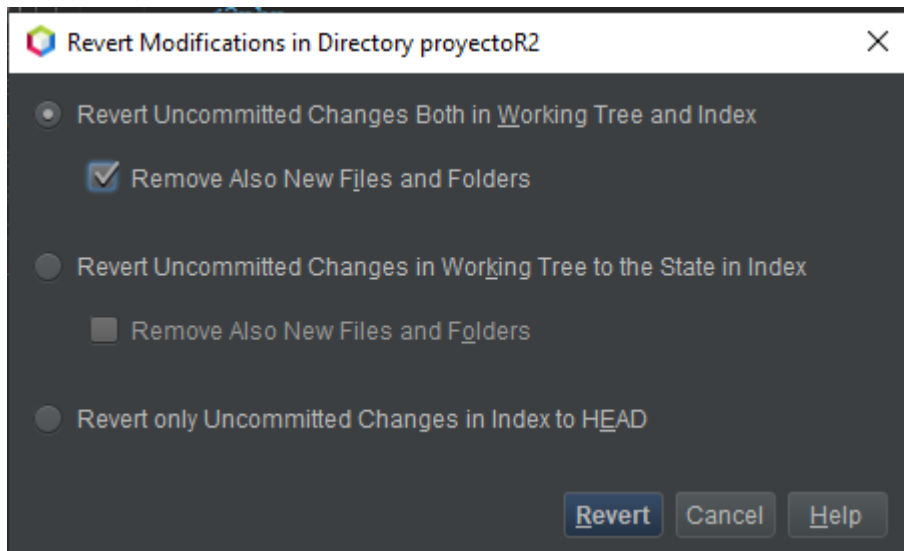 Revert Modifications in Directory proyectoR2
Revert Uncommitted Changes Both in Working Tree and Index
Remove Also New Files and Folders
Revert Uncommitted Changes in Working Tree to the State in Index
Remove Also New Files and Folders
Revert only Uncommitted Changes in Index to HEAD
Revert Cancel Help